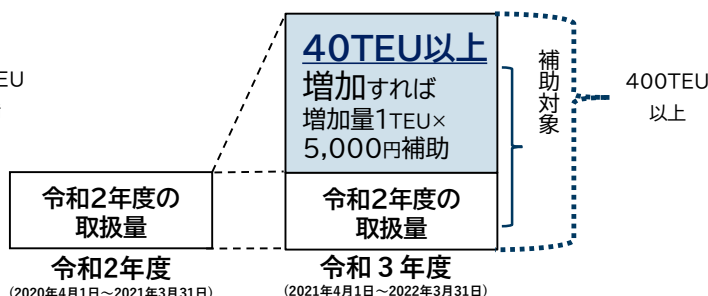 EU
40TEU以上
増加すれば
増加量1TEU×
5,000円補助
補助対象
400TEU
以上
令和2年度の
取扱量
令和2年度の
取扱量
令和2年度
(2020年4月1日～2021年3月31日)
令和３年度
(2021年4月1日～2022年3月31日)